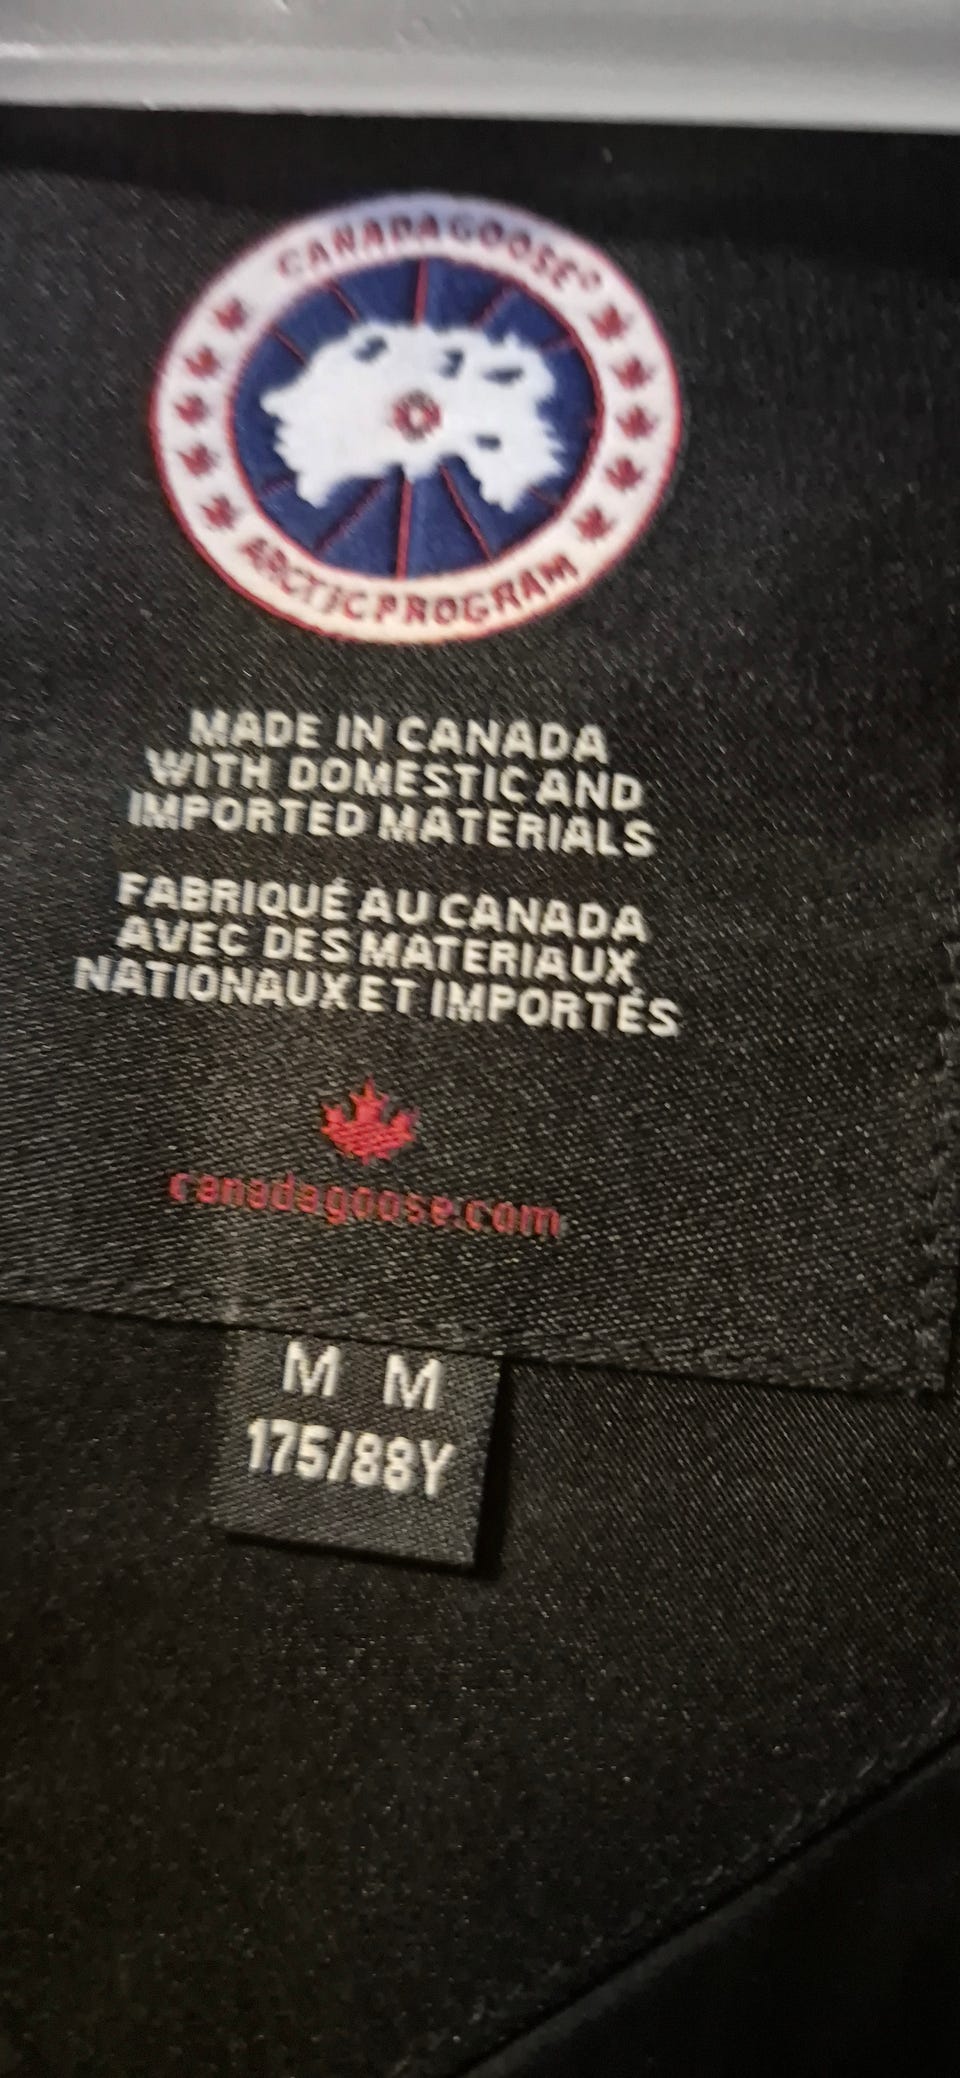 CANADA GOOSE®
ARCTIC PROGRAM
MADE IN CANADA
WITH DOMESTIC AND
IMPORTED MATERIALS
FABRIQUÉ AU CANADA
AVEC DES MATERIAUX
NATIONAUX ET IMPORTÉS
canadagoose.com
M M
175/88Y